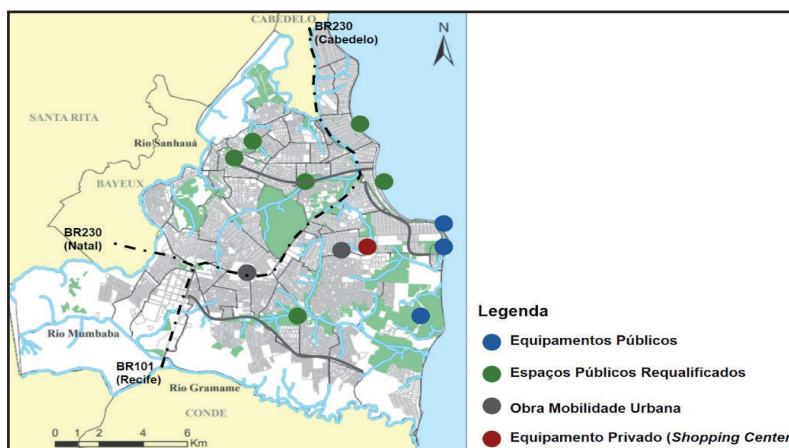 CABEDELO
BR230
(Cabedelo)
N
SANTA RITA
Rio Sanhauá
BAYEUX
BR230
(Natal)
Rio Mumbaba
BR101
(Recife)
Rio Gramame
CONDE
0 1 2 4 6
Km
Legenda
Equipamentos Públicos
Espaços Públicos Requalificados
Obra Mobilidade Urbana
Equipamento Privado (Shopping Center